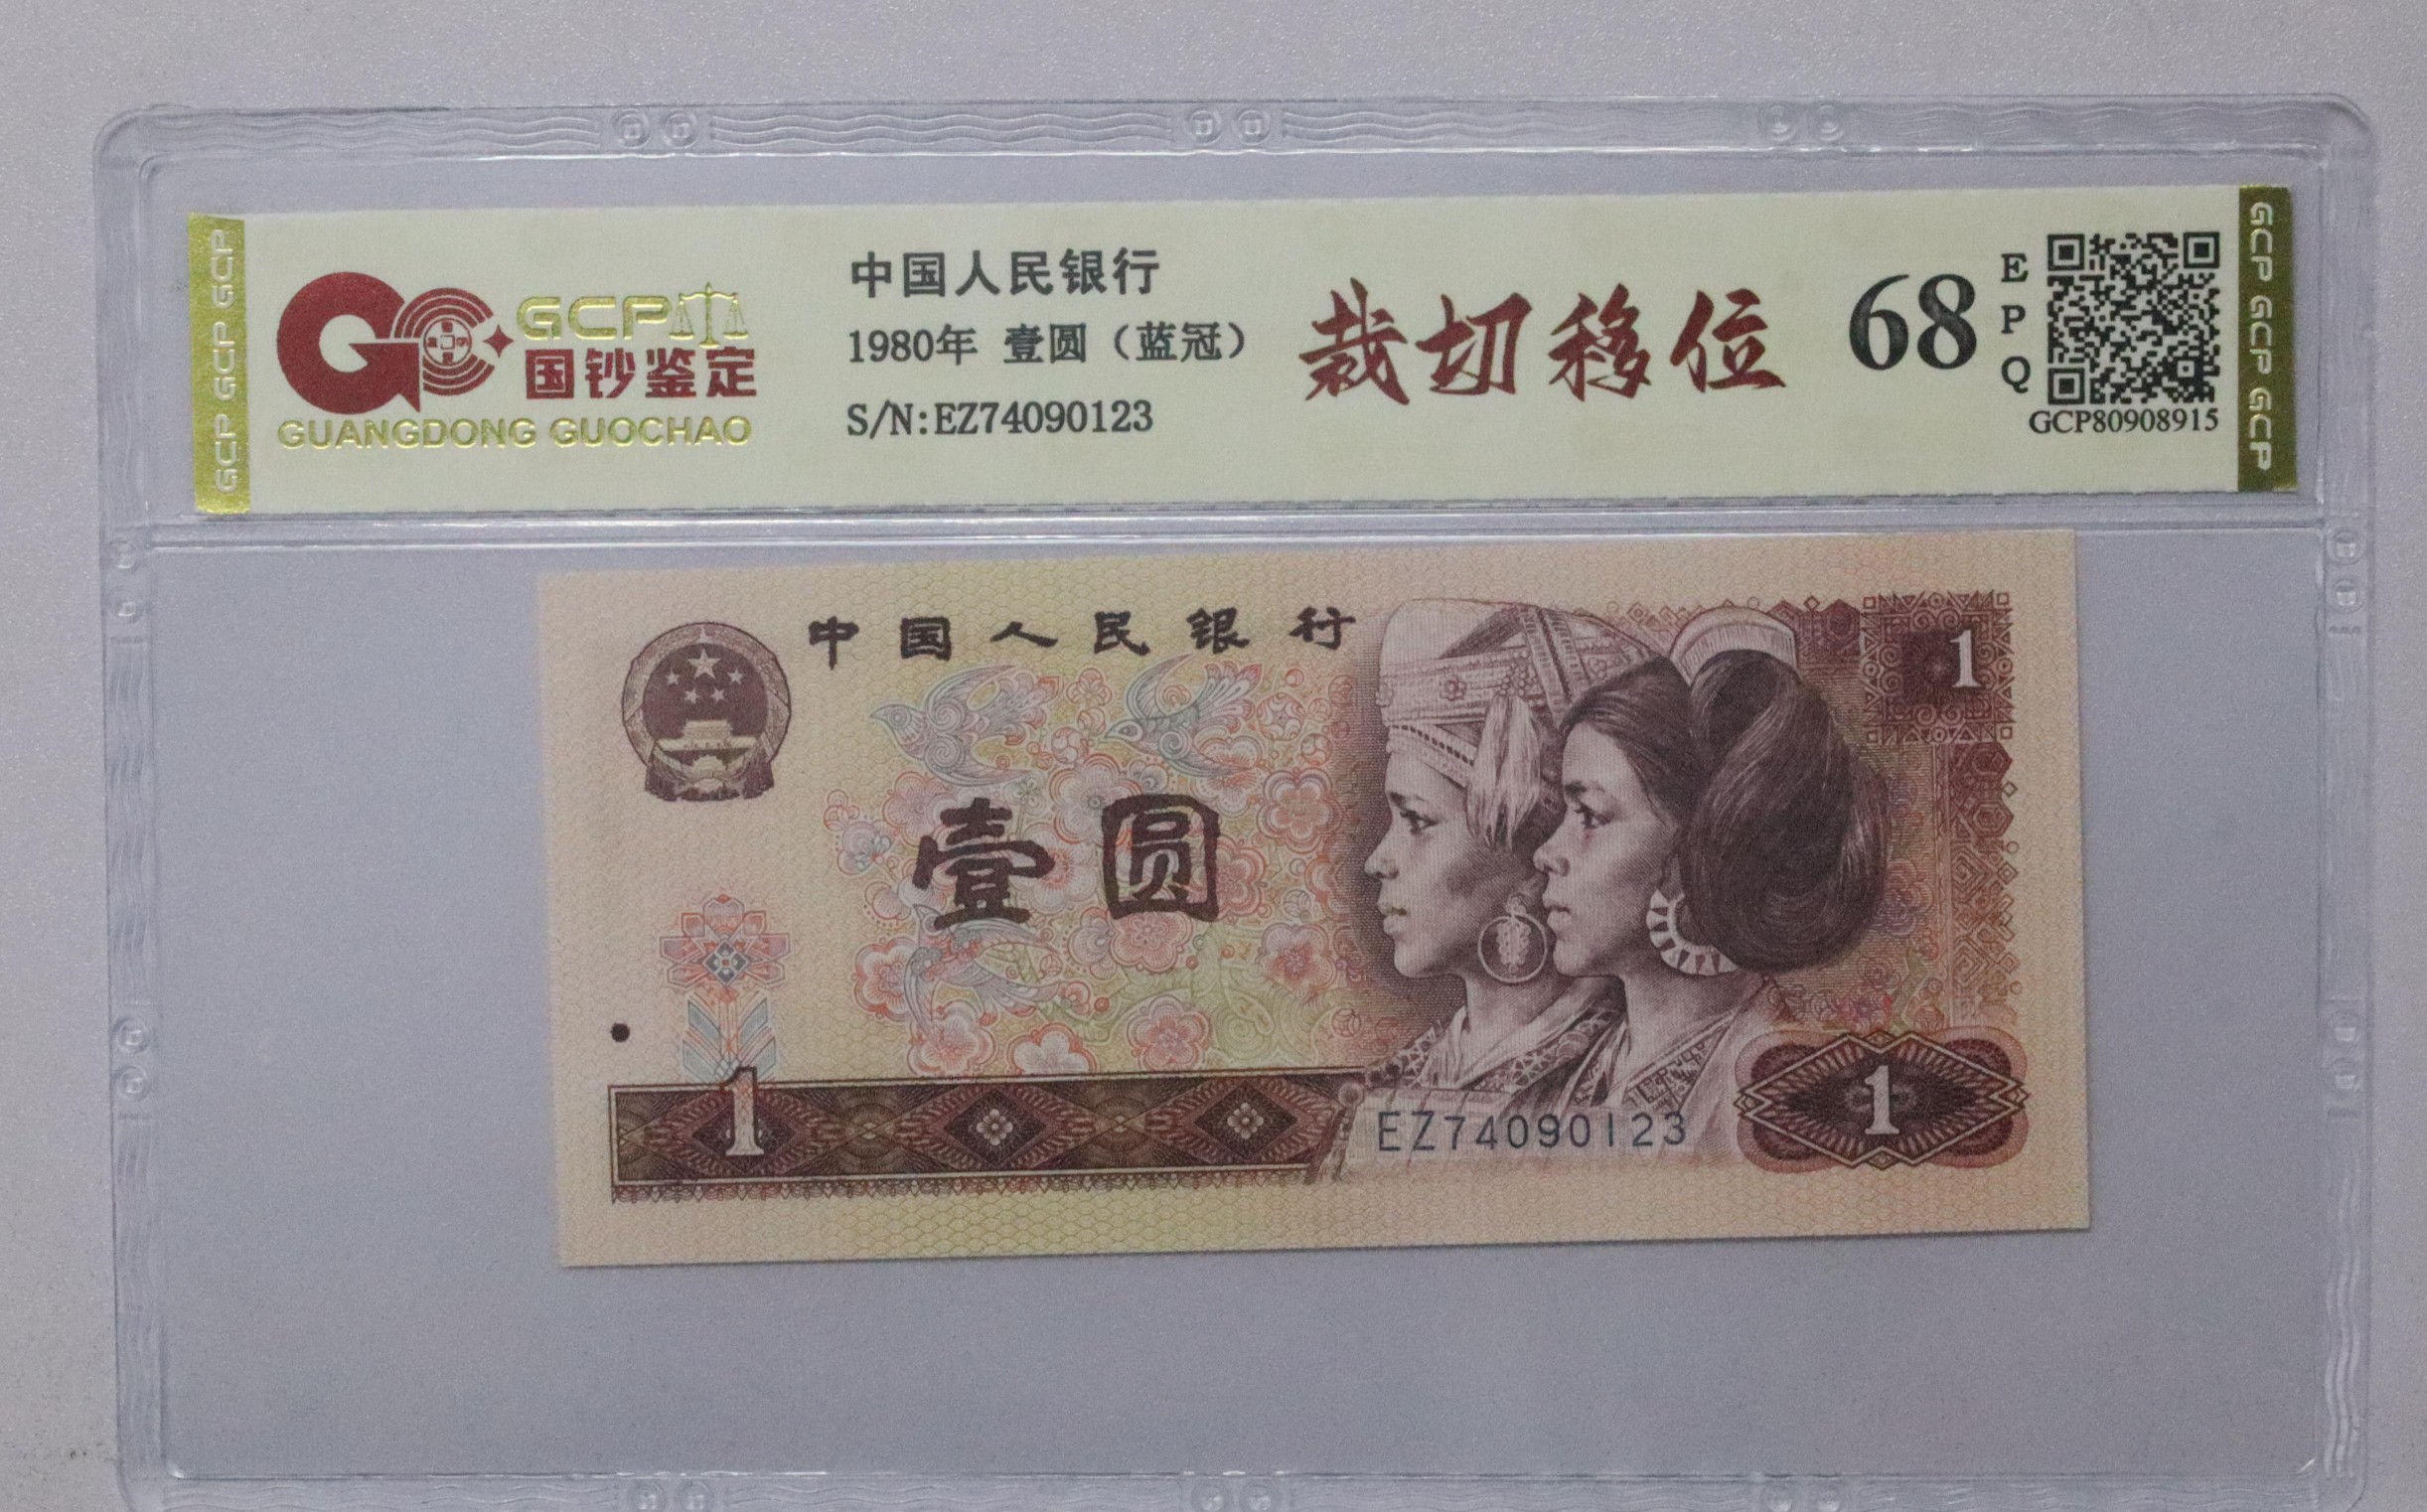 GCP GCP GCP
GCP
国钞鉴定
GUANGDONG GUOCHAO
中国人民银行
1980年 壹圆（蓝冠）
S/N:EZ74090123
裁切移位
68
E
P
Q
GCP80908915
GCP GCP GCP
中国人民银行
1
壹圆
1
EZ74090123
1